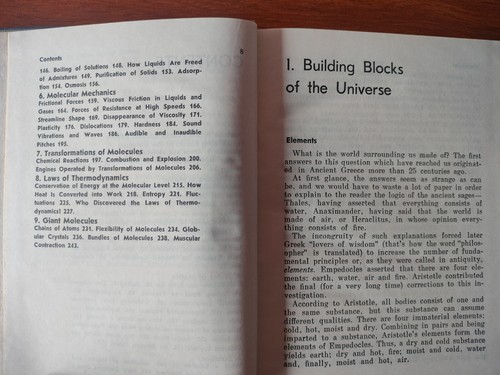 Contents
8
146. Boiling of Solutions 148. How Liquids Are Freed
of Admixtures 149. Purification of Solids 153. Adsorp-
tion 154. Osmosis 156.
6. Molecular Mechanics
Frictional Forces 159. Viscous Friction in Liquids and
Gases 164. Forces of Resistance at High Speeds 166.
Streamline Shape 169. Disappearance of Viscosity 171.
Plasticity 176. Dislocations 179. Hardness 184. Sound
Vibrations and Waves 186. Audible and Inaudible
Pitches 193.
7. Transformations of Molecules
Chemical Reactions 197. Combustion and Explosion 200.
Engines Operated by Transformations of Molecules 206.
8. Laws of Thermodynamics
Conservation of Energy at the Molecular Level 215. How
Heat Is Converted into Work 218. Entropy 221. Fluc-
tuations 225. Who Discovered the Laws of Thermo-
dynamics? 227.
9. Giant Molecules
Chains of Atoms 231. Flexibility of Molecules 234. Glob-
ular Crystals 236. Bundles of Molecules 238. Muscular
Contraction 242.
1. Building Blocks
of the Universe
Elements
What is the world surrounding us made of? The first
answers to this question which have reached us originat-
ed in Ancient Greece more than 25 centuries ago.
At first glance, the answers seem as strange as can
be, and we would have to waste a lot of paper in order
to explain to the reader the logic of the ancient sages—
Thales, having asserted that everything consists of
water, Anaximander, having said that the world is
made of air, or Heraclitus, in whose opinion every-
thing consists of fire.
The incongruity of such explanations forced later
Greek "lovers of wisdom" (that's how the word "philos-
opher" is translated) to increase the number of funda-
mental principles or, as they were called in antiquity,
elements. Empedocles asserted that there are four ele-
ments: earth, water, air and fire. Aristotle contributed
the final (for a very long time) corrections to this in-
vestigation.
According to Aristotle, all bodies consist of one and
the same substance, but this substance can assume
different qualities. There are four immaterial elements:
cold, hot, moist and dry. Combining in pairs and being
imparted to a substance, Aristotle's elements form the
elements of Empedocles. Thus, a dry and cold substance
yields earth; dry and hot, fire; moist and cold, water
and, finally, moist and hot, air.